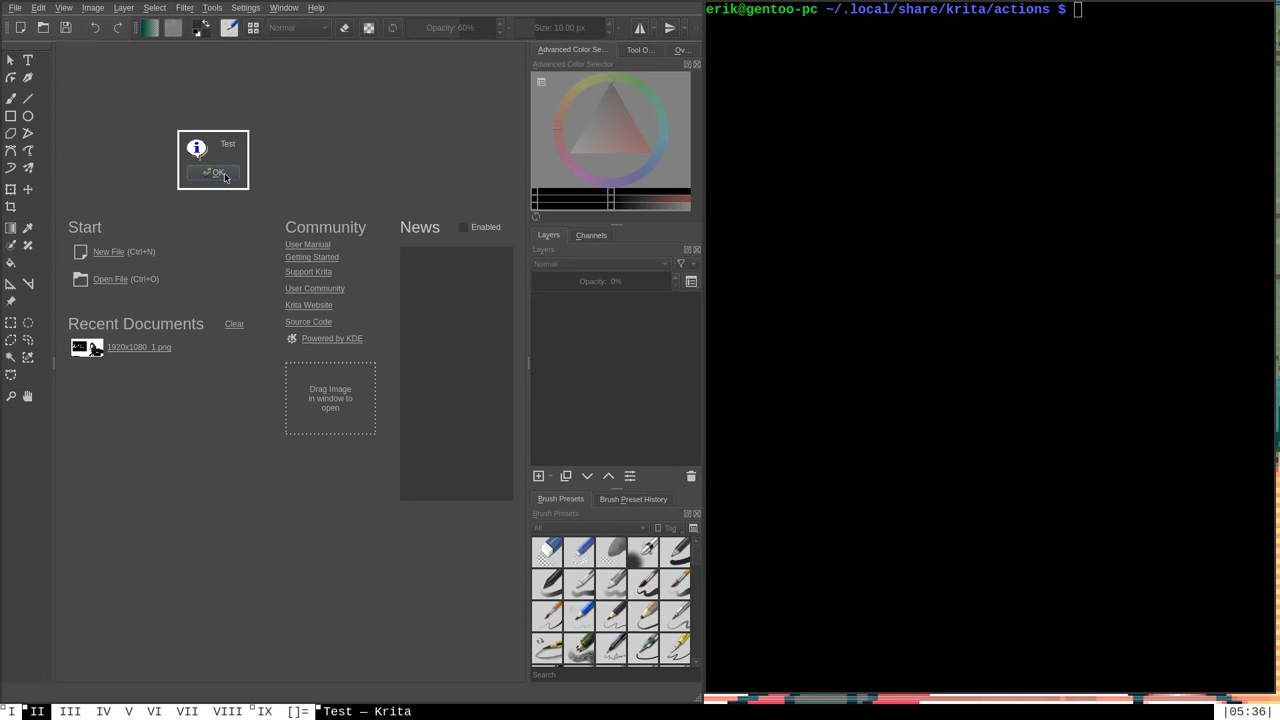 File Edit View Image Layer Select Filter Tools Settings Window Help
erik@gentoo-pc ~/.local/share/krita/actions $
Normal
Opacity: 60%
Size: 10.00 px
Advanced Color Se... Tool O... Ov...
Advanced Color Selector
Test
OK
Start
New File (Ctrl+N)
Open File (Ctrl+O)
Recent Documents
Clear
1920x1080_1.png
Community
User Manual
Getting Started
Support Krita
User Community
Krita Website
Source Code
Powered by KDE
Drag Image
in window to
open
News
Enabled
Layers Channels
Layers
Normal
Opacity: 0%
Brush Presets Brush Preset History
Brush Presets
All
Tag
Search
I II III IV V VI VII VIII IX []= Test — Krita
|05:36|